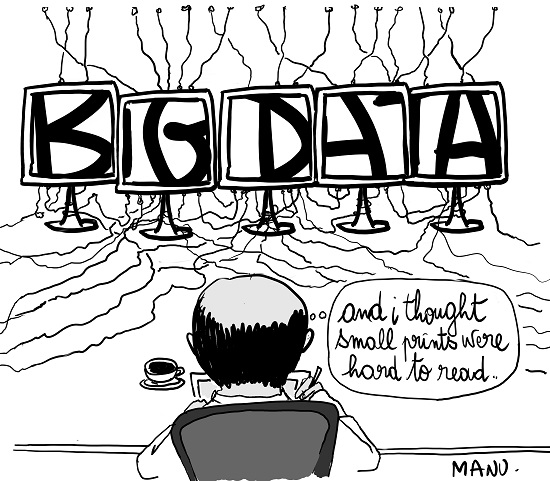 BIG DATA
and i thought
small prints were
hard to read..
MANU.